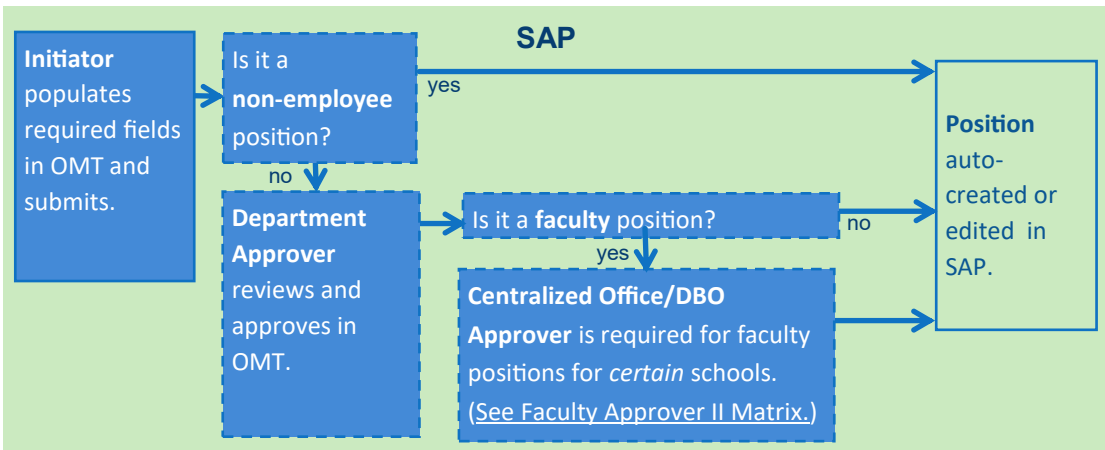 SAP
Initiator
populates
required fields
in OMT and
submits.
Is it a
non-employee
position?
yes
no
Department
Approver
reviews and
approves in
OMT.
Is it a faculty position?
no
yes
Centralized Office/DBO
Approver is required for faculty
positions for certain schools.
(See Faculty Approver II Matrix.)
Position
auto-
created or
edited in
SAP.